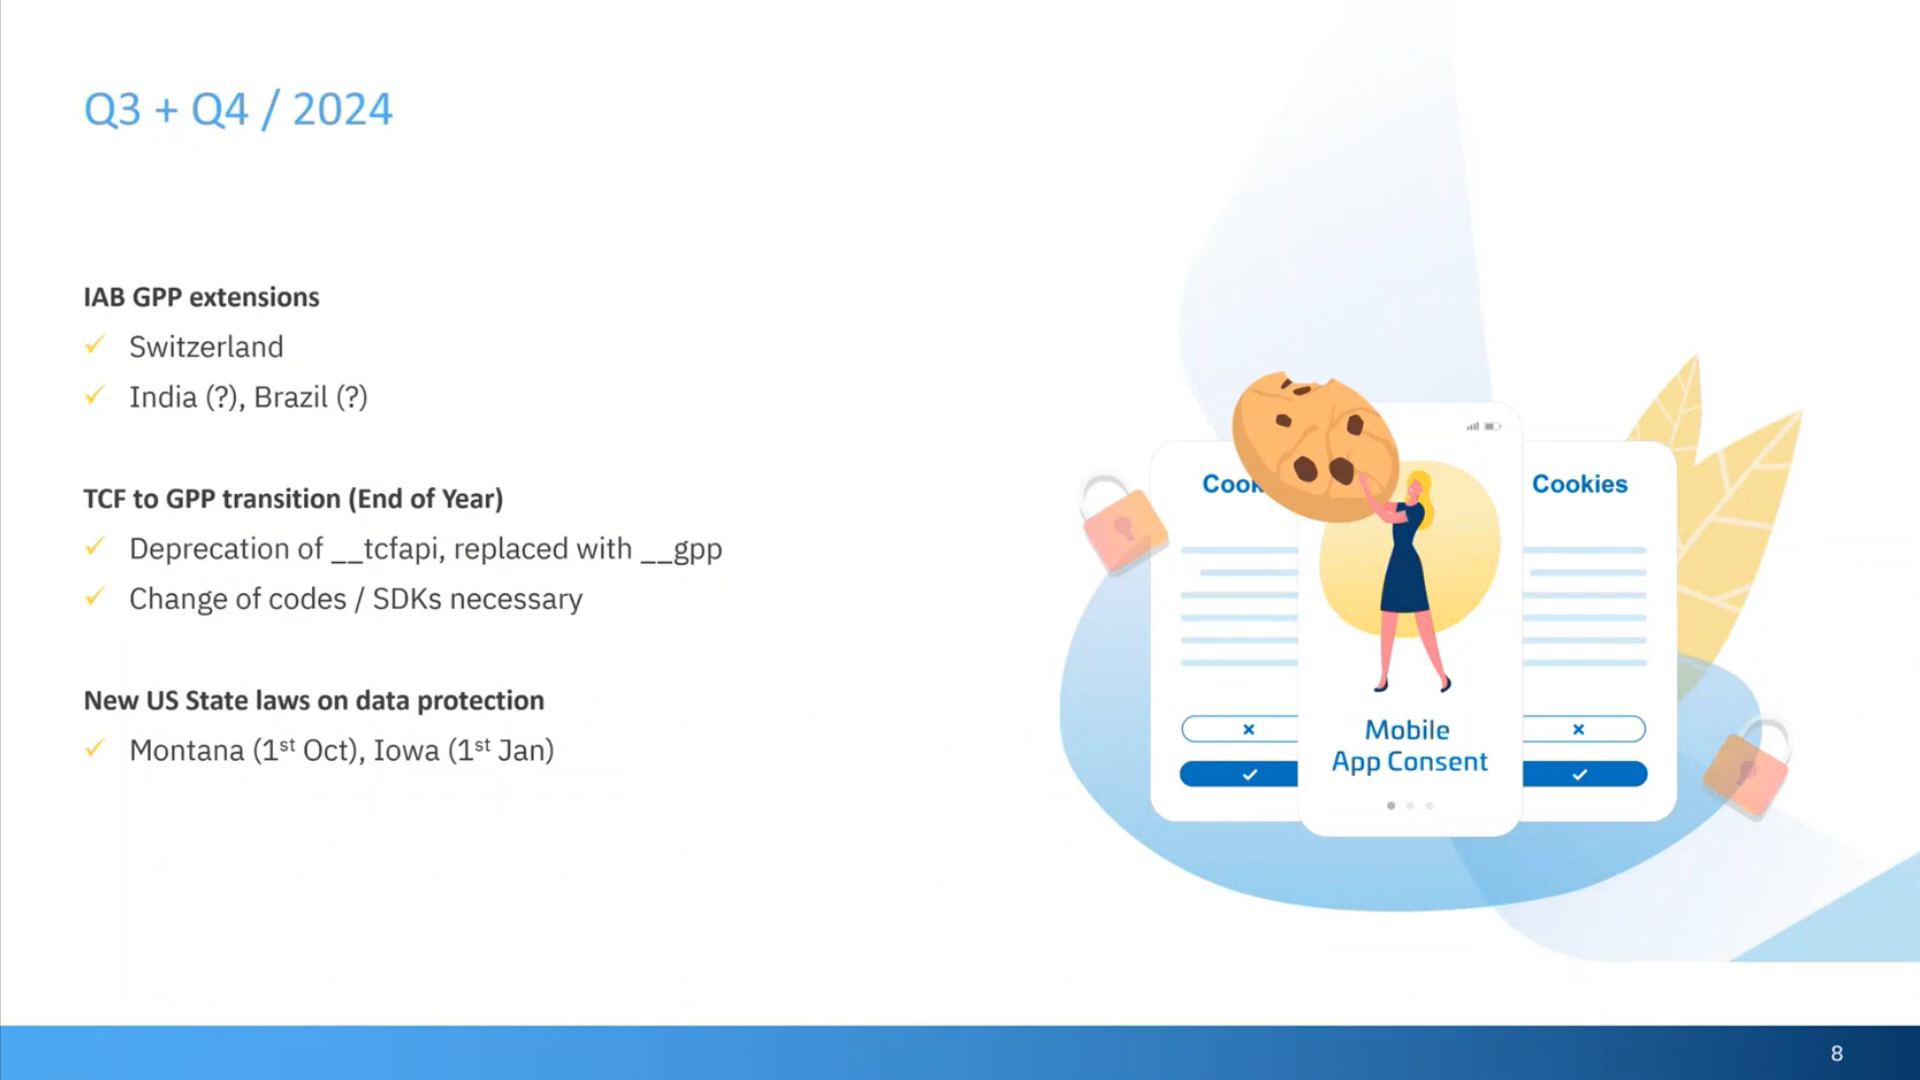 Q3 + Q4 / 2024
IAB GPP extensions
✓ Switzerland
✓ India (?), Brazil (?)
TCF to GPP transition (End of Year)
✓ Deprecation of __tcfapi, replaced with __gpp
✓ Change of codes / SDKs necessary
New US State laws on data protection
✓ Montana (1st Oct), Iowa (1st Jan)
Cook
Cookies
Mobile
App Consent
8